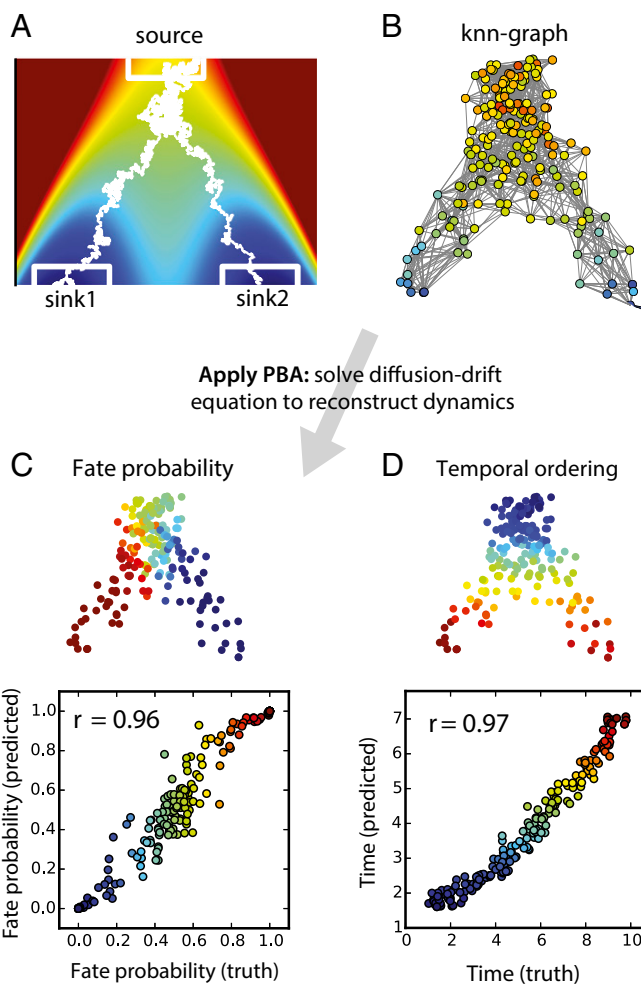 A
source
sink1
sink2
B
knn-graph
Apply PBA: solve diffusion-drift
equation to reconstruct dynamics
C
Fate probability
D
Temporal ordering
r = 0.96
1.0
0.8
0.6
0.4
0.2
0.0
Fate probability (predicted)
0.0 0.2 0.4 0.6 0.8 1.0
Fate probability (truth)
r = 0.97
7
6
5
4
3
2
1
Time (predicted)
0 2 4 6 8 10
Time (truth)